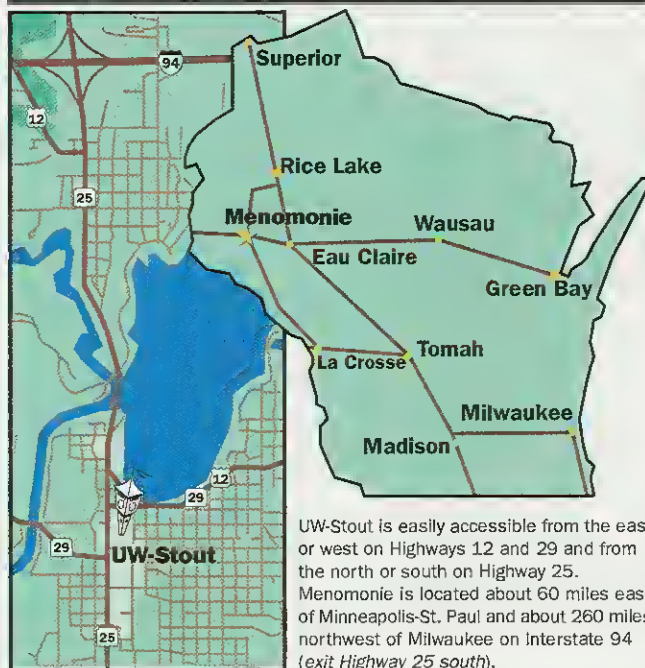 94
12
25
29
12
29
UW-Stout
25
Superior
Rice Lake
Menomonie
Wausau
Eau Claire
Green Bay
La Crosse
Tomah
Milwaukee
Madison
UW-Stout is easily accessible from the eas
or west on Highways 12 and 29 and from
the north or south on Highway 25.
Menomonie is located about 60 miles eas
of Minneapolis-St. Paul and about 260 miles
northwest of Milwaukee on Interstate 94
(exit Highway 25 south).